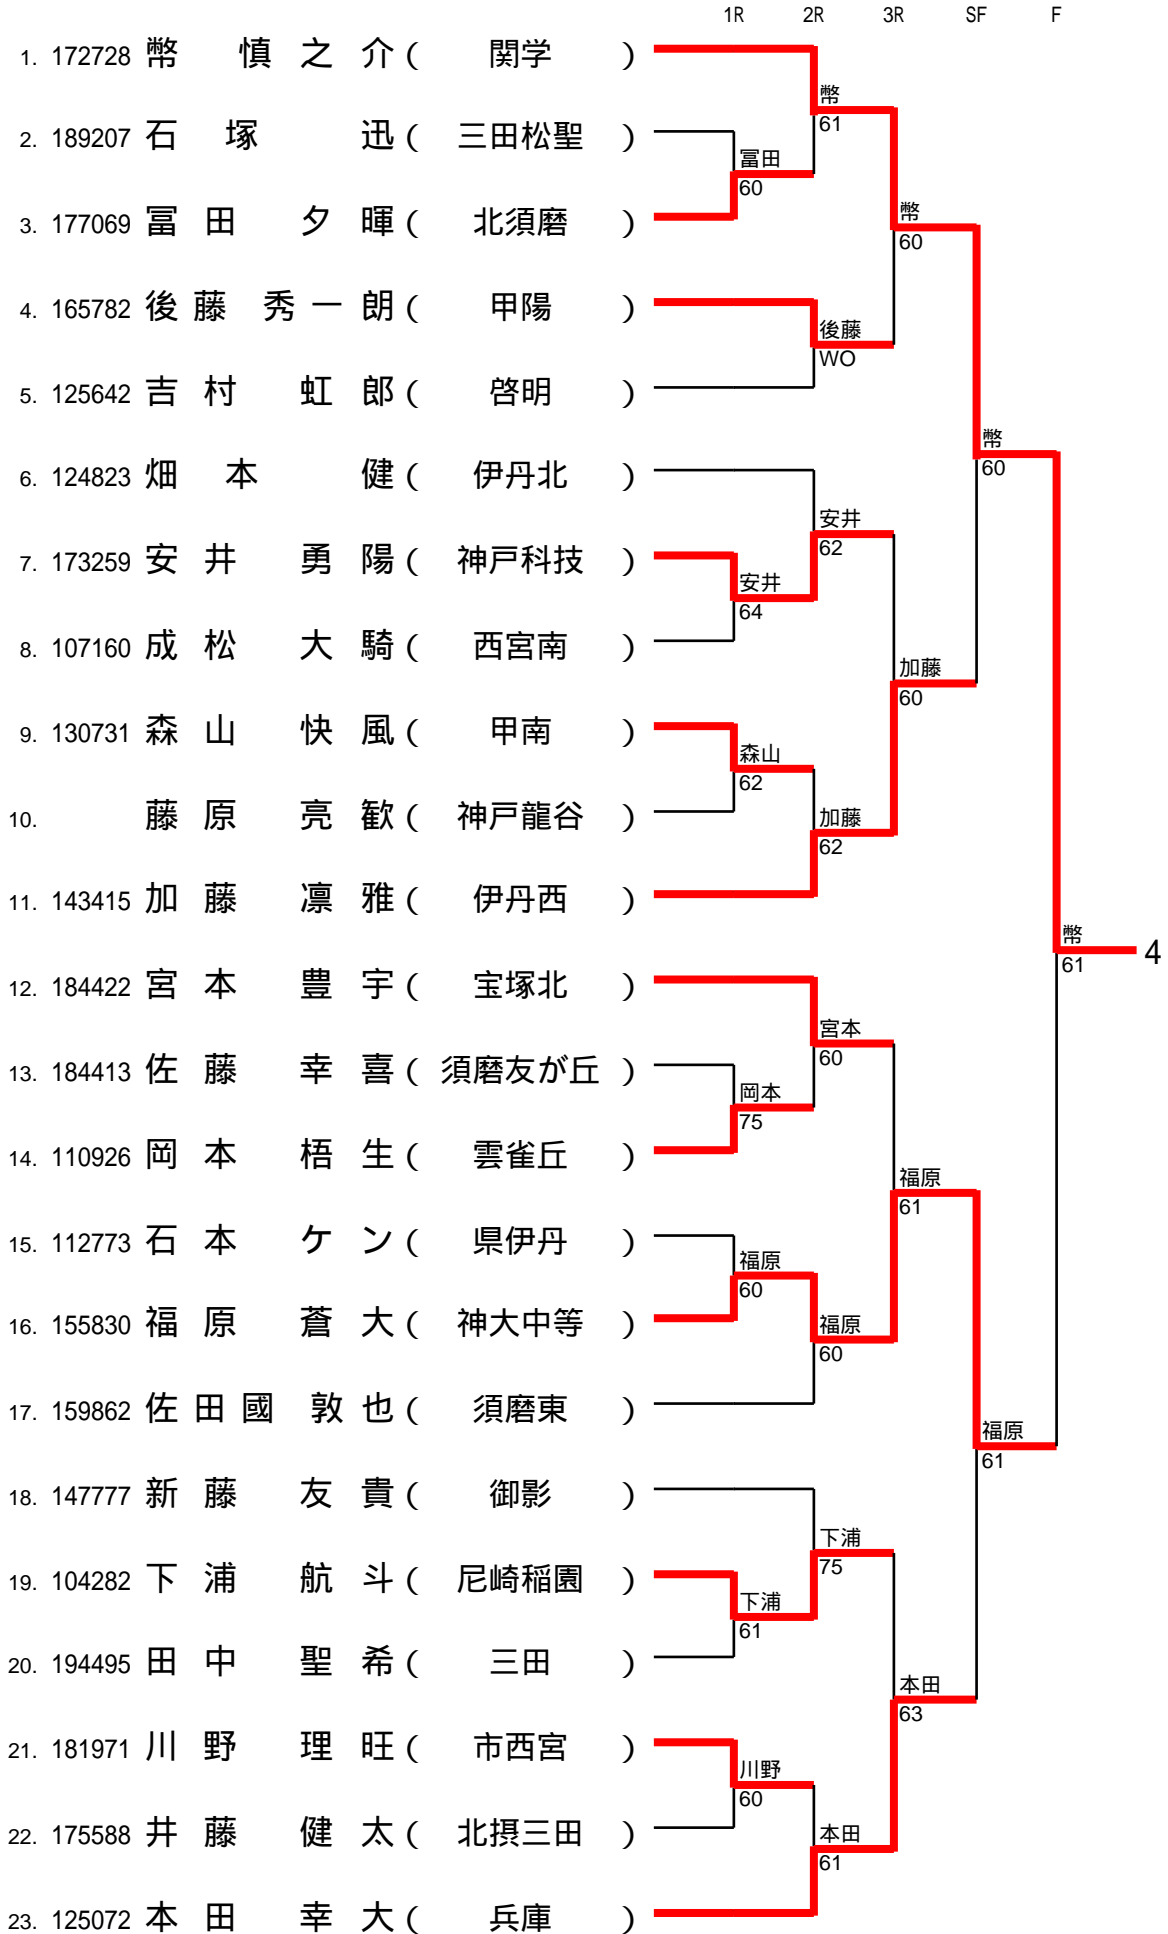 1R 2R 3R SF F
1. 172728 幣 慎之介 ( 関学 )
幣
61
2. 189207 石塚 迅 ( 三田松聖 )
冨田
60
3. 177069 冨田 夕暉 ( 北須磨 )
幣
60
4. 165782 後藤 秀一朗 ( 甲陽 )
後藤
WO
5. 125642 吉村 虹郎 ( 啓明 )
幣
60
6. 124823 畑本 健 ( 伊丹北 )
安井
62
7. 173259 安井 勇陽 ( 神戸科技 )
安井
64
8. 107160 成松 大騎 ( 西宮南 )
加藤
60
9. 130731 森山 快風 ( 甲南 )
森山
62
10. 藤原 亮歓 ( 神戸龍谷 )
加藤
62
11. 143415 加藤 凛雅 ( 伊丹西 )
幣
61
4
12. 184422 宮本 豊宇 ( 宝塚北 )
宮本
60
13. 184413 佐藤 幸喜 ( 須磨友が丘 )
岡本
75
14. 110926 岡本 梧生 ( 雲雀丘 )
福原
61
15. 112773 石本 ケン ( 県伊丹 )
福原
60
16. 155830 福原 蒼大 ( 神大中等 )
福原
60
17. 159862 佐田國 敦也 ( 須磨東 )
福原
61
18. 147777 新藤 友貴 ( 御影 )
下浦
75
19. 104282 下浦 航斗 ( 尼崎稲園 )
下浦
61
20. 194495 田中 聖希 ( 三田 )
本田
63
21. 181971 川野 理旺 ( 市西宮 )
川野
60
22. 175588 井藤 健太 ( 北摂三田 )
本田
61
23. 125072 本田 幸大 ( 兵庫 )